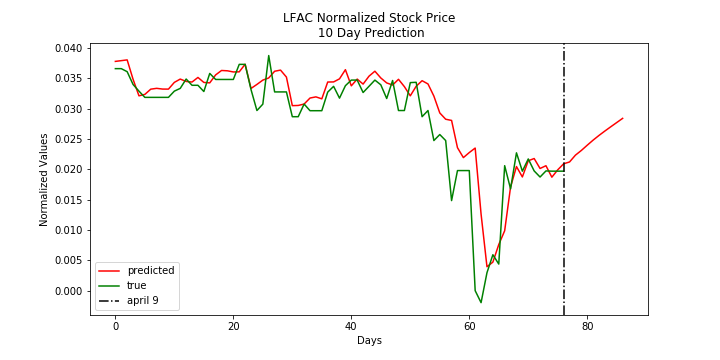 LFAC Normalized Stock Price
10 Day Prediction
0.040
0.035
0.030
0.025
0.020
0.015
0.010
0.005
0.000
Normalized Values
predicted
true
april 9
0
20
40
60
80
Days